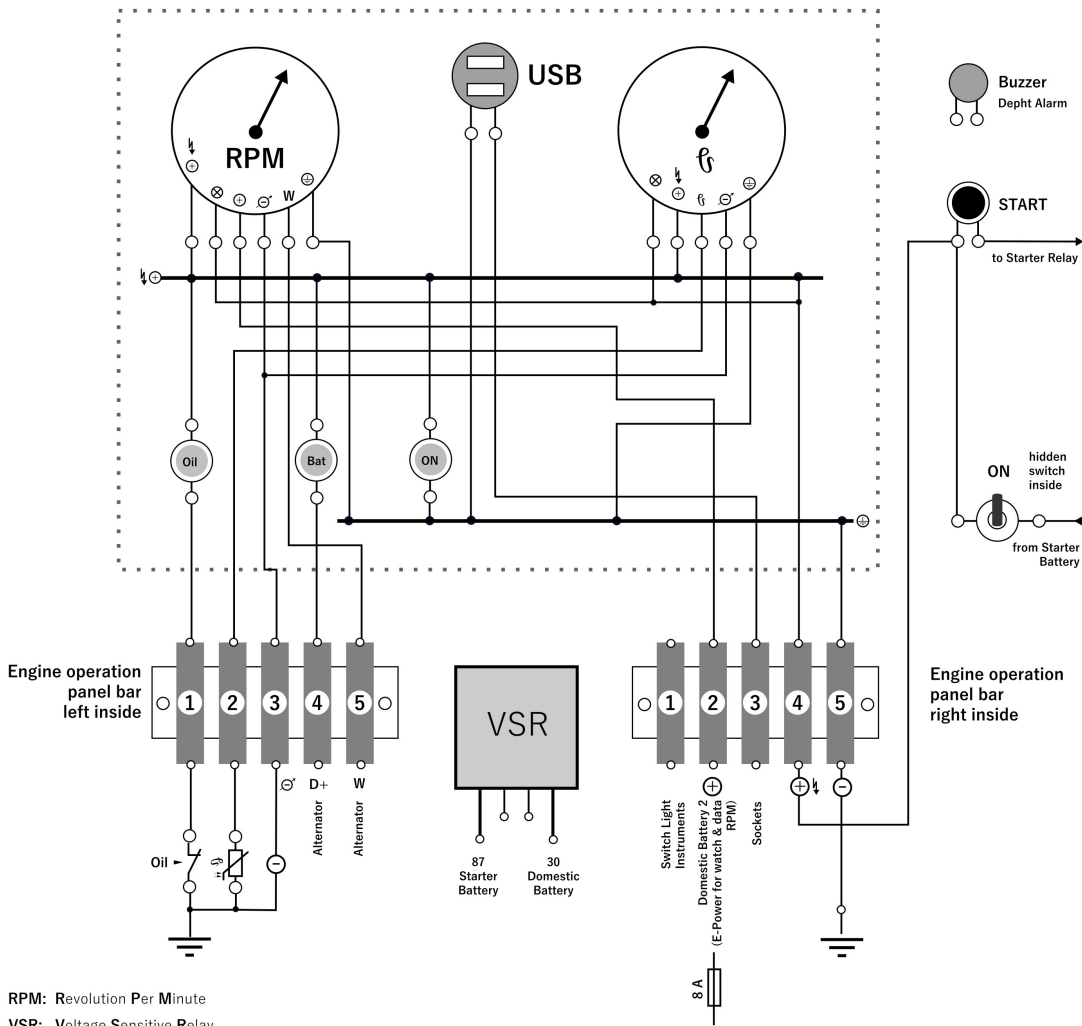 USB
Buzzer
Depht Alarm
RPM
W
START
to Starter Relay
Oil
Bat
ON
ON
hidden
switch
inside
from Starter
Battery
Engine operation
panel bar
left inside
1
2
3
4
5
VSR
1
2
3
4
5
Engine operation
panel bar
right inside
D+
Alternator
W
Alternator
Oil
87
Starter
Battery
30
Domestic
Battery
Switch Light
Instruments
Domestic Battery 2
(E-Power for watch & data
RPM)
Sockets
8 A
RPM: Revolution Per Minute
VSR: Voltage Sensitive Relay